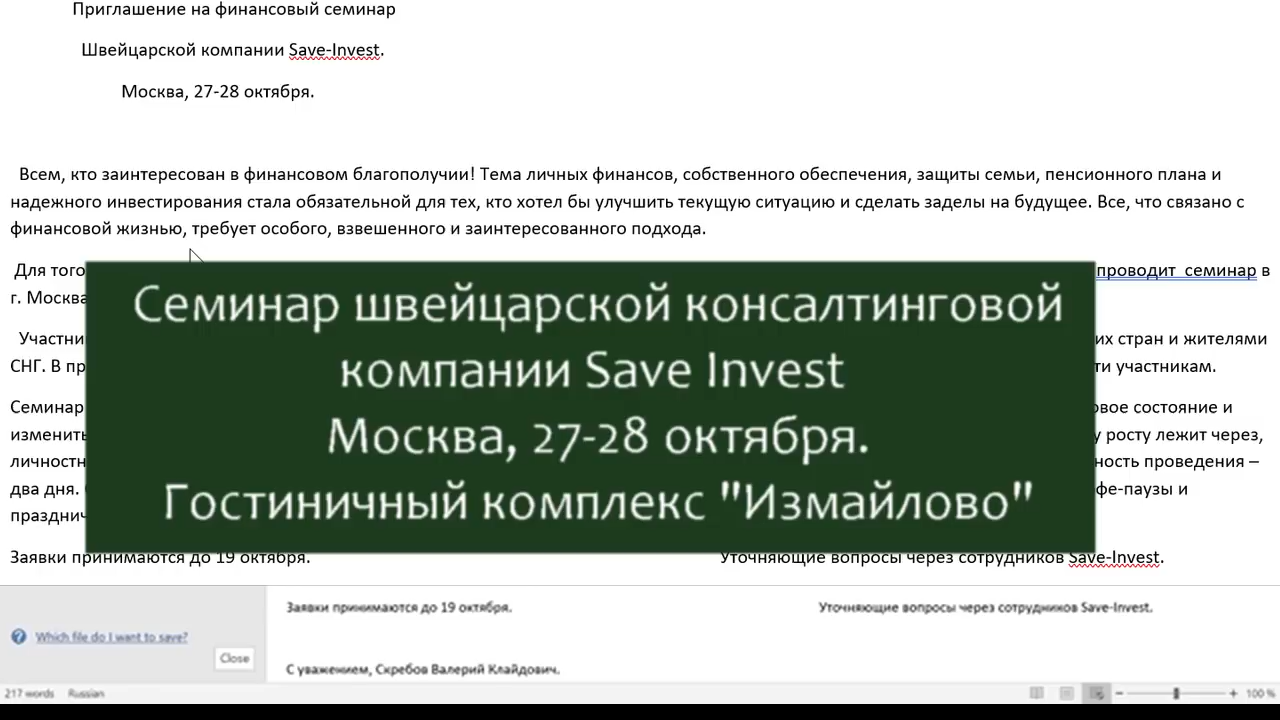 Приглашение на финансовый семинар
Швейцарской компании Save-Invest.
Москва, 27-28 октября.
Всем, кто заинтересован в финансовом благополучии! Тема личных финансов, собственного обеспечения, защиты семьи, пенсионного плана и
надежного инвестирования стала обязательной для тех, кто хотел бы улучшить текущую ситуацию и сделать заделы на будущее. Все, что связано с
финансовой жизнью, требует особого, взвешенного и заинтересованного подхода.
Для того проводит семинар в
г. Москва
их стран и жителями
СНГ. В ти участникам.
Семинар овое состояние и
изменить у росту лежит через,
ность проведения –
два дня. фе-паузы и
Семинар швейцарской консалтинговой
компании Save Invest
Москва, 27-28 октября.
Гостиничный комплекс "Измайлово"
Заявки принимаются до 19 октября. Уточняющие вопросы через сотрудников Save-Invest.
Заявки принимаются до 19 октября. Уточняющие вопросы через сотрудников Save-Invest.
Which file do I want to save?
Close
С уважением, Скребов Валерий Клайдович.
217 words Russian 100 %